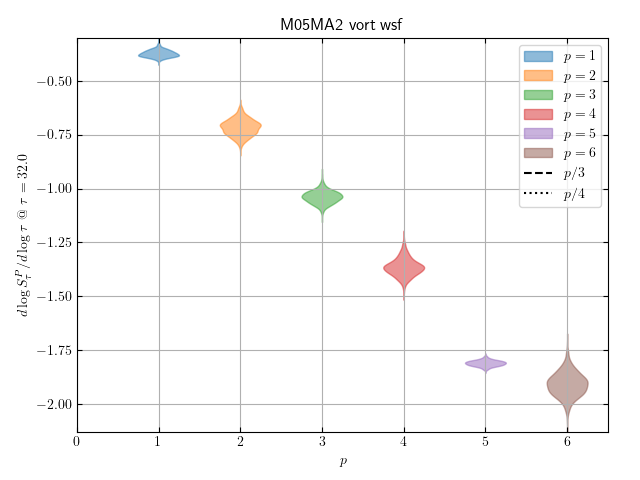 M05MA2 vort wsf
d log S_τ^P / d log τ @ τ = 32.0
−0.50
−0.75
−1.00
−1.25
−1.50
−1.75
−2.00
p = 1
p = 2
p = 3
p = 4
p = 5
p = 6
p/3
p/4
0
1
2
3
4
5
6
p